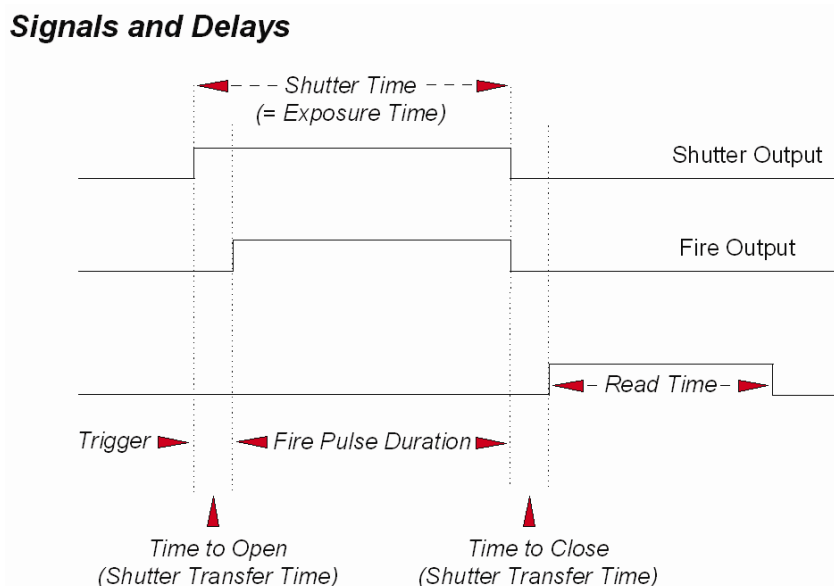 Signals and Delays
Shutter Time
(= Exposure Time)
Shutter Output
Fire Output
Read Time
Trigger
Fire Pulse Duration
Time to Open
(Shutter Transfer Time)
Time to Close
(Shutter Transfer Time)